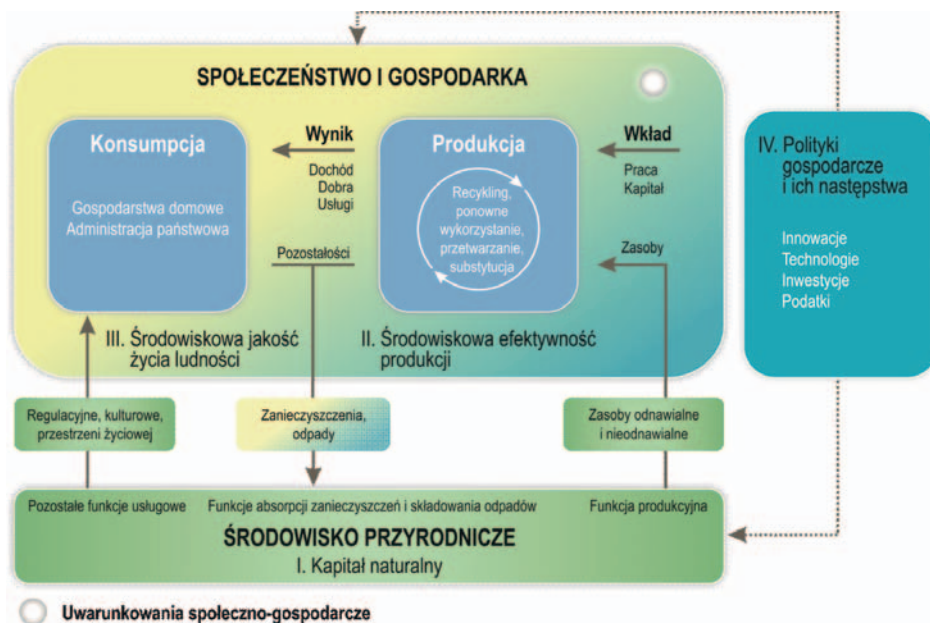 SPOŁECZEŃSTWO I GOSPODARKA
Konsumpcja
Gospodarstwa domowe
Administracja państwowa
Wynik
Dochód
Dobra
Usługi
Pozostałości
Produkcja
Recykling,
ponowne
wykorzystanie,
przetwarzanie,
substytucja
Wkład
Praca
Kapitał
Zasoby
III. Środowiskowa jakość
życia ludności
II. Środowiskowa efektywność
produkcji
IV. Polityki
gospodarcze
i ich następstwa
Innowacje
Technologie
Inwestycje
Podatki
Regulacyjne, kulturowe,
przestrzeni życiowej
Zanieczyszczenia,
odpady
Zasoby odnawialne
i nieodnawialne
Pozostałe funkcje usługowe
Funkcje absorpcji zanieczyszczeń i składowania odpadów
Funkcja produkcyjna
ŚRODOWISKO PRZYRODNICZE
I. Kapitał naturalny
Uwarunkowania społeczno-gospodarcze